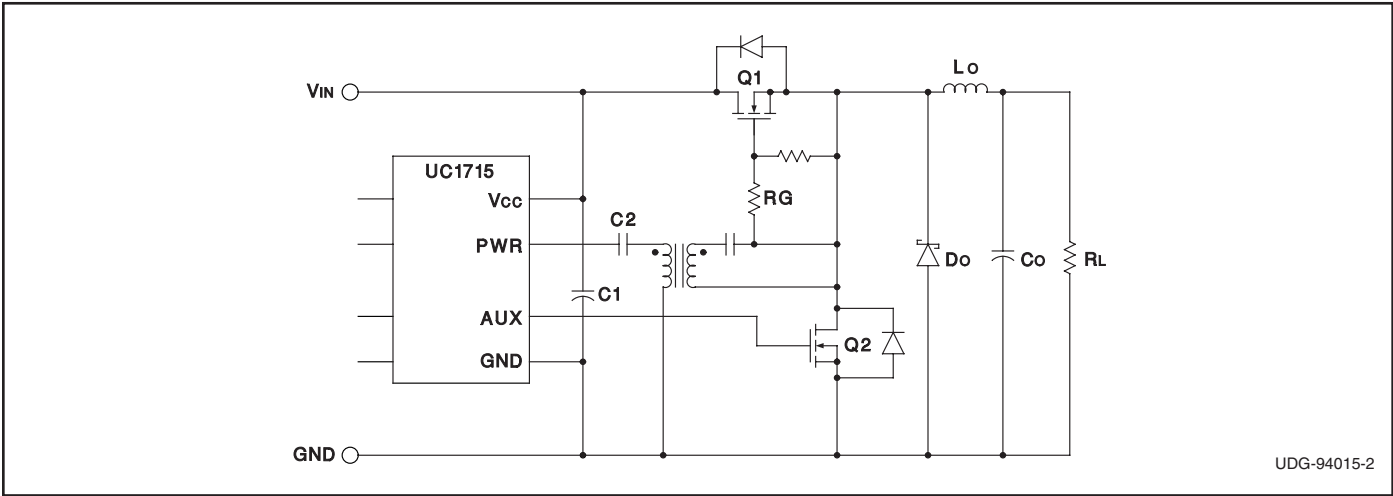 Q1
LO
VIN
UC1715
VCC
RG
C2
PWR
DO
CO
RL
C1
AUX
Q2
GND
GND
UDG-94015-2